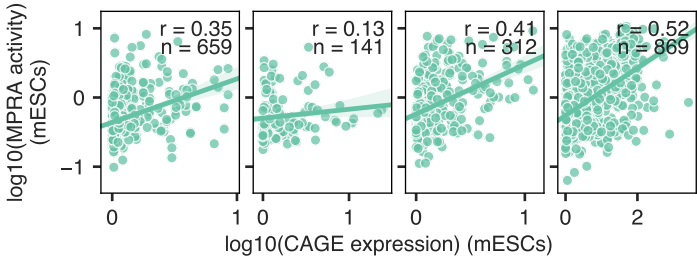 log10(MPRA activity)
(mESCs)
1
0
−1
r = 0.35
n = 659
r = 0.13
n = 141
r = 0.41
n = 312
r = 0.52
n = 869
0 1
0 1
0 1
0 2
log10(CAGE expression) (mESCs)